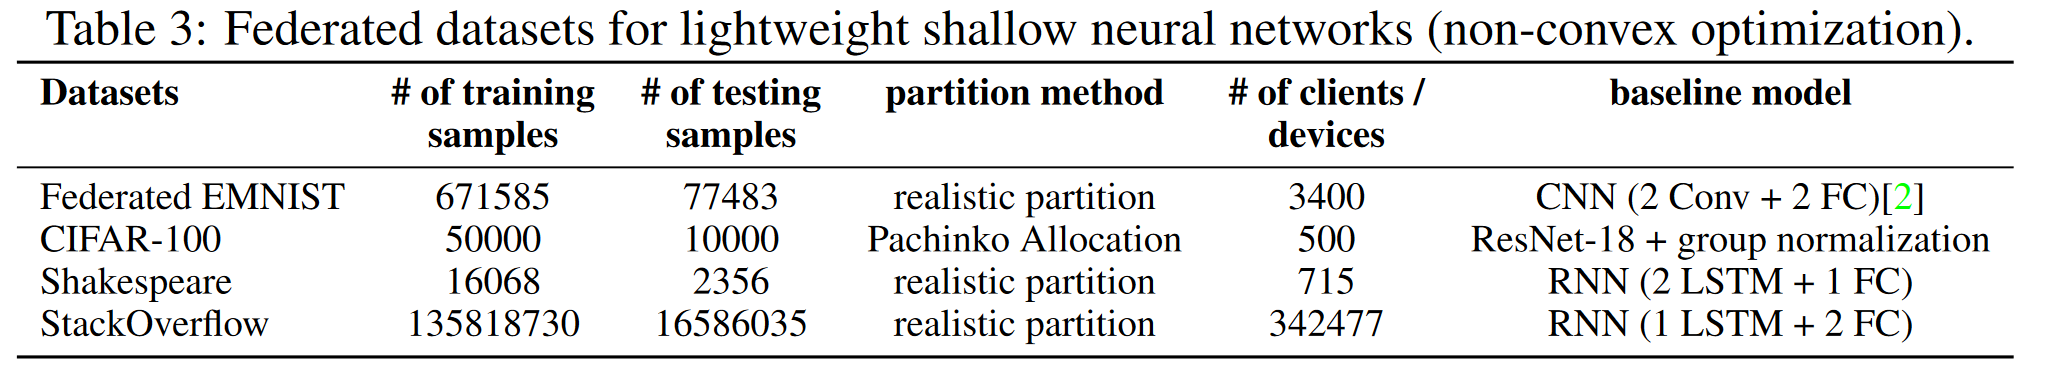 Table 3: Federated datasets for lightweight shallow neural networks (non-convex optimization).
Datasets # of training samples # of testing samples partition method # of clients / devices baseline model
Federated EMNIST 671585 77483 realistic partition 3400 CNN (2 Conv + 2 FC)[2]
CIFAR-100 50000 10000 Pachinko Allocation 500 ResNet-18 + group normalization
Shakespeare 16068 2356 realistic partition 715 RNN (2 LSTM + 1 FC)
StackOverflow 135818730 16586035 realistic partition 342477 RNN (1 LSTM + 2 FC)